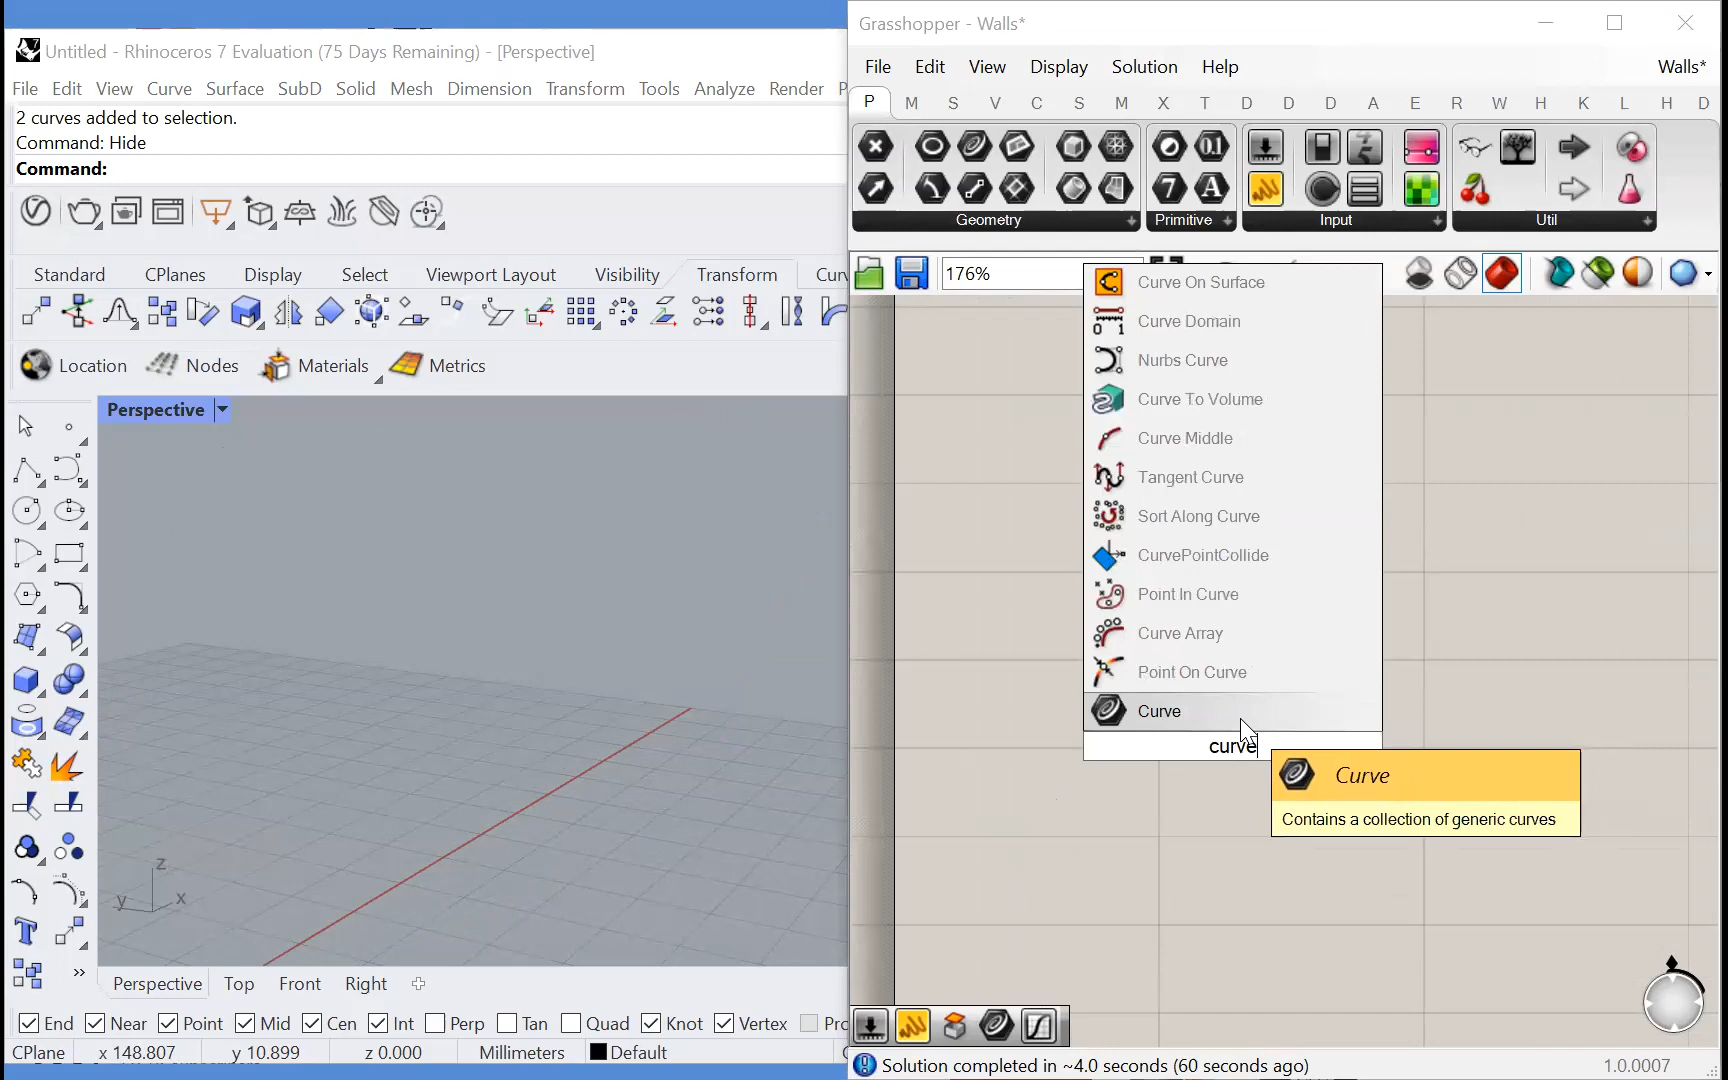 Untitled - Rhinoceros 7 Evaluation (75 Days Remaining) - [Perspective]
File Edit View Curve Surface SubD Solid Mesh Dimension Transform Tools Analyze Render P
2 curves added to selection.
Command: Hide
Command:
Standard CPlanes Display Select Viewport Layout Visibility Transform Curv
Location Nodes Materials Metrics
Perspective
z
y x
Perspective Top Front Right
End Near Point Mid Cen Int Perp Tan Quad Knot Vertex Pro
CPlane x 148.807 y 10.899 z 0.000 Millimeters Default
Grasshopper - Walls*
File Edit View Display Solution Help Walls*
P M S V C S M X T D D D A E R W H K L H D
Geometry Primitive Input Util
176%
Curve On Surface
Curve Domain
Nurbs Curve
Curve To Volume
Curve Middle
Tangent Curve
Sort Along Curve
CurvePointCollide
Point In Curve
Curve Array
Point On Curve
Curve
curve
Curve
Contains a collection of generic curves
Solution completed in ~4.0 seconds (60 seconds ago) 1.0.0007